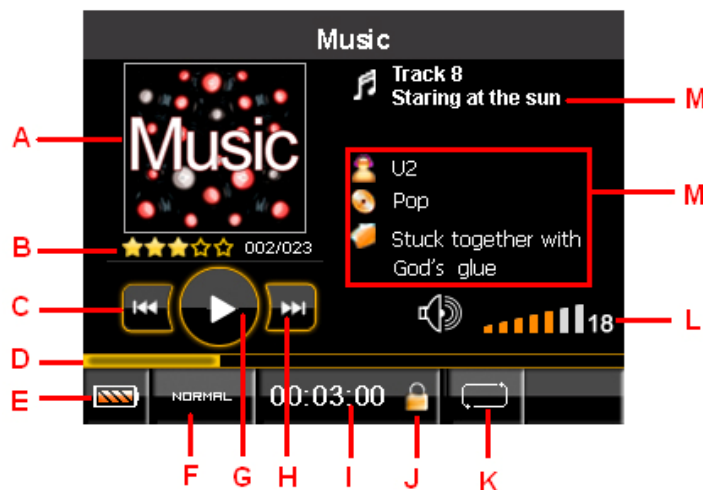 Music
Track 8
Staring at the sun
M
A
Music
U2
Pop
Stuck together with
God's glue
M
B
002/023
C
18
L
D
E
NORMAL
00:03:00
F
G
H
I
J
K